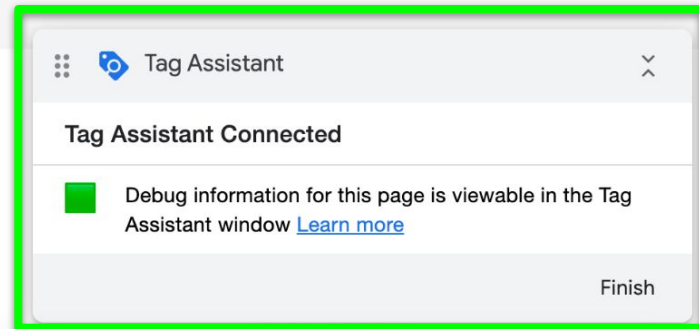 Tag Assistant
Tag Assistant Connected
Debug information for this page is viewable in the Tag
Assistant window Learn more
Finish